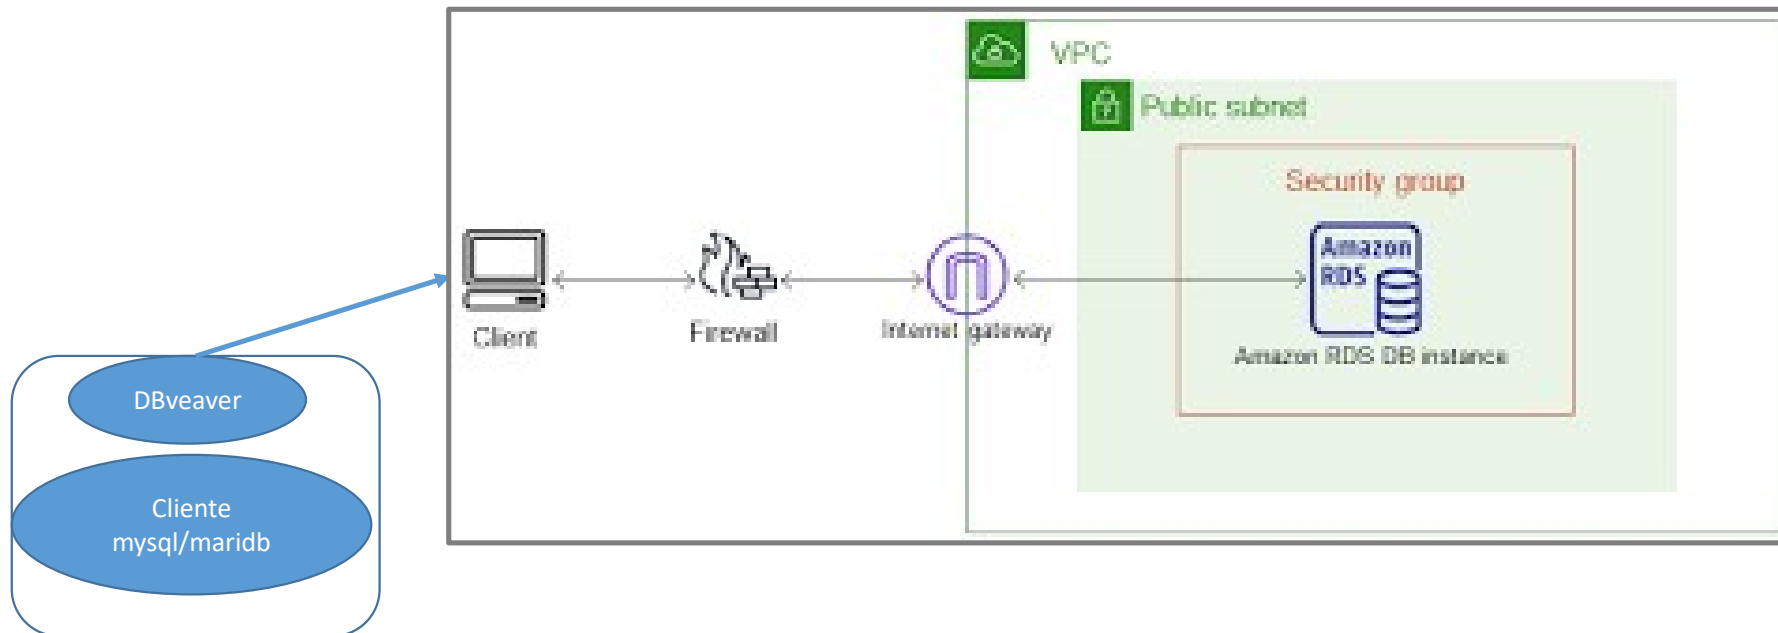 VPC
Public subnet
Security group
Amazon
RDS
Client
Firewall
Internet gateway
Amazon RDS DB instance
DBveaver
Cliente
mysql/maridb